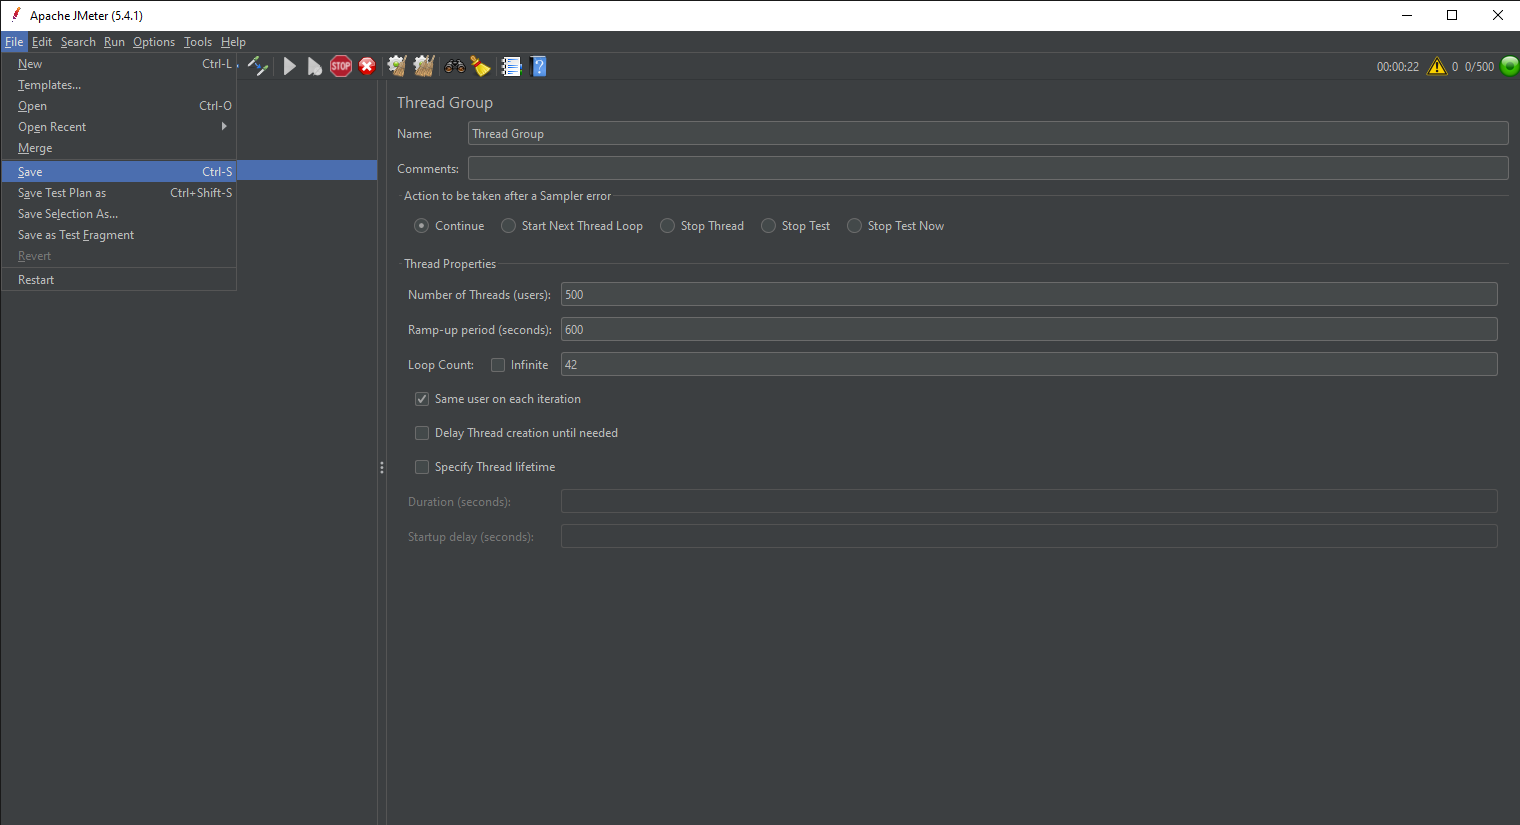 Apache JMeter (5.4.1)
File Edit Search Run Options Tools Help
New Ctrl-L
Templates...
Open Ctrl-O
Open Recent
Merge
Save Ctrl-S
Save Test Plan as Ctrl+Shift-S
Save Selection As...
Save as Test Fragment
Revert
Restart
STOP
?
00:00:22 0 0/500
Thread Group
Name: Thread Group
Comments:
Action to be taken after a Sampler error
Continue Start Next Thread Loop Stop Thread Stop Test Stop Test Now
Thread Properties
Number of Threads (users): 500
Ramp-up period (seconds): 600
Loop Count: Infinite 42
Same user on each iteration
Delay Thread creation until needed
Specify Thread lifetime
Duration (seconds):
Startup delay (seconds):